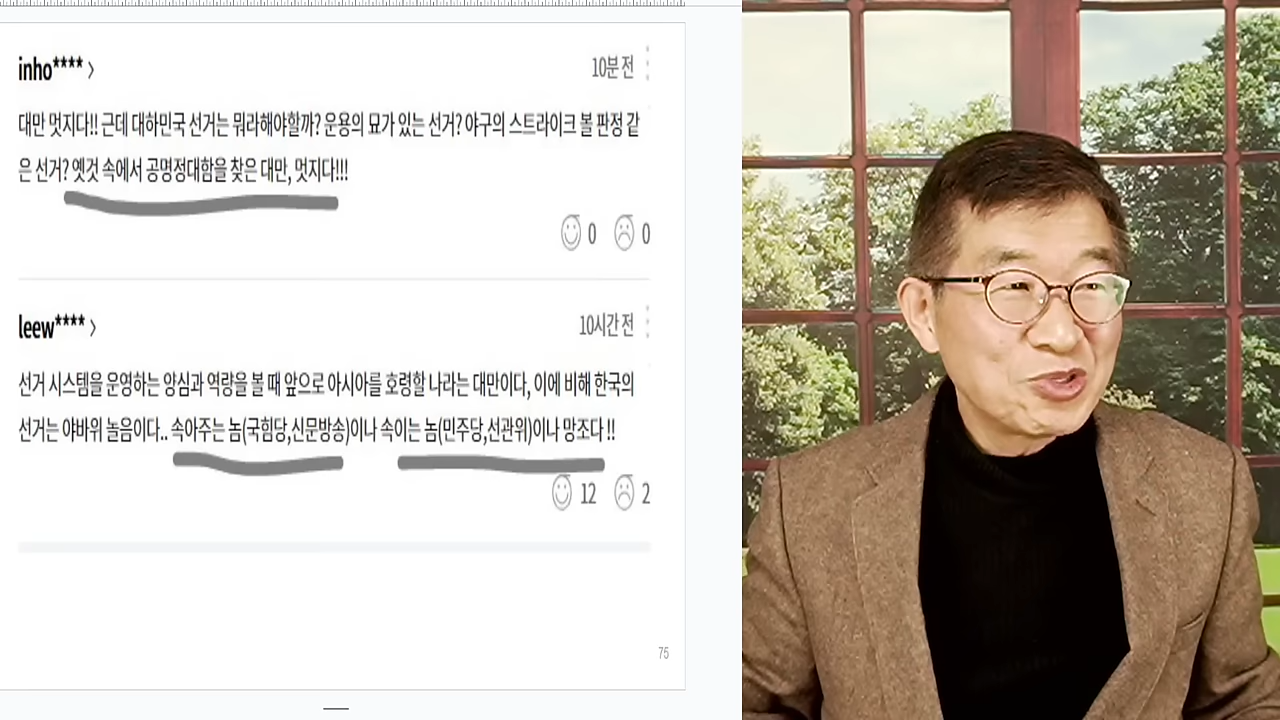 inho**** >
10분 전
대만 멋지다!! 근데 대하민국 선거는 뭐라해야할까? 운용의 묘가 있는 선거? 야구의 스트라이크 볼 판정 같
은 선거? 옛것 속에서 공명정대함을 찾은 대만, 멋지다!!!
0 0
leew**** >
10시간 전
선거 시스템을 운영하는 양심과 역량을 볼 때 앞으로 아시아를 호령할 나라는 대만이다, 이에 비해 한국의
선거는 야바위 놀음이다.. 속아주는 놈(국힘당,신문방송)이나 속이는 놈(민주당,선관위)이나 망조다 !!
12 2
75